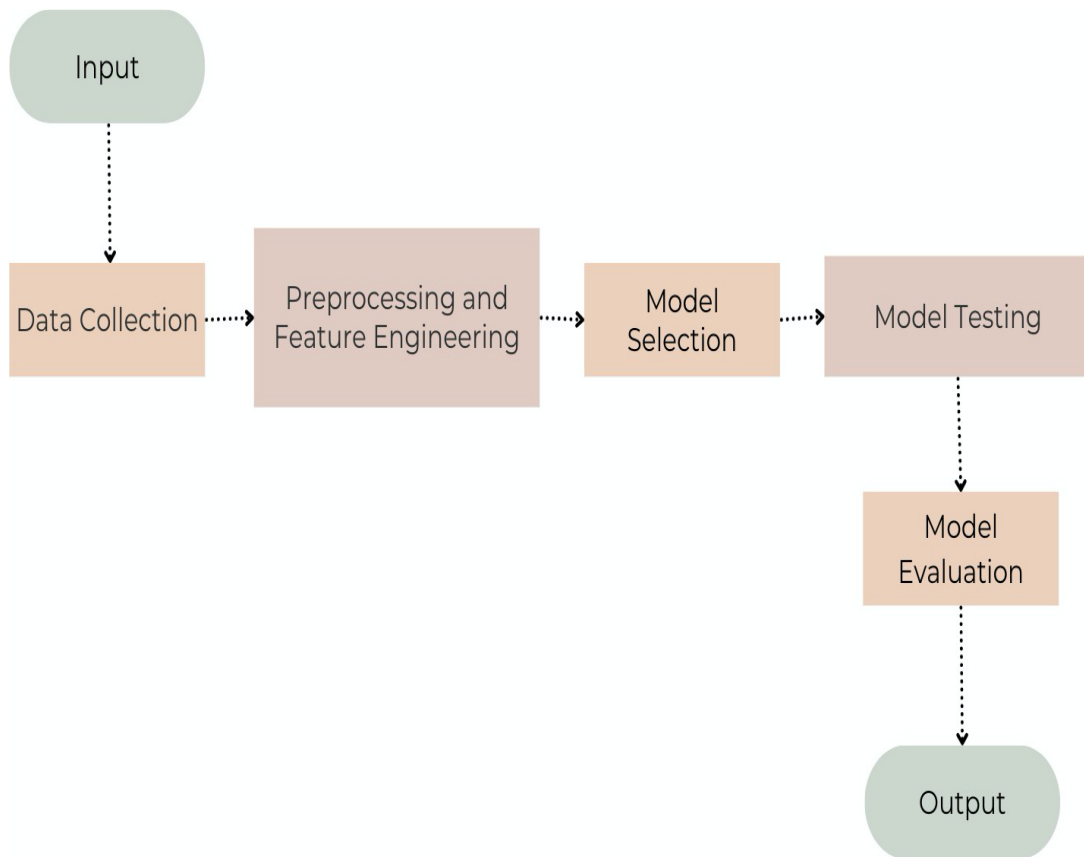 Input
Data Collection
Preprocessing and
Feature Engineering
Model
Selection
Model Testing
Model
Evaluation
Output